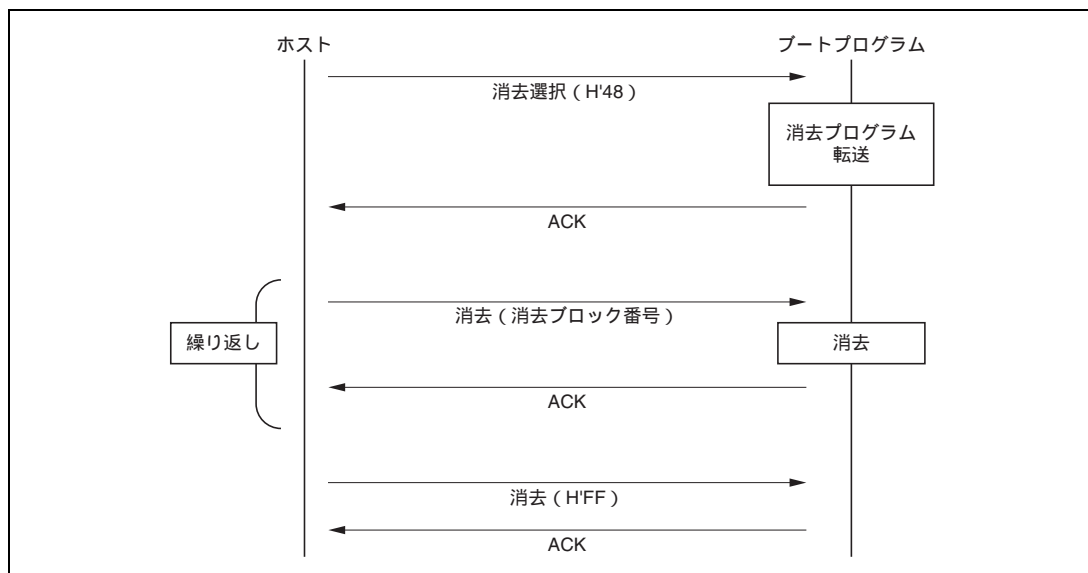 ホスト
ブートプログラム
消去選択（H'48）
消去プログラム
転送
ACK
繰り返し
消去（消去ブロック番号）
消去
ACK
消去（H'FF）
ACK